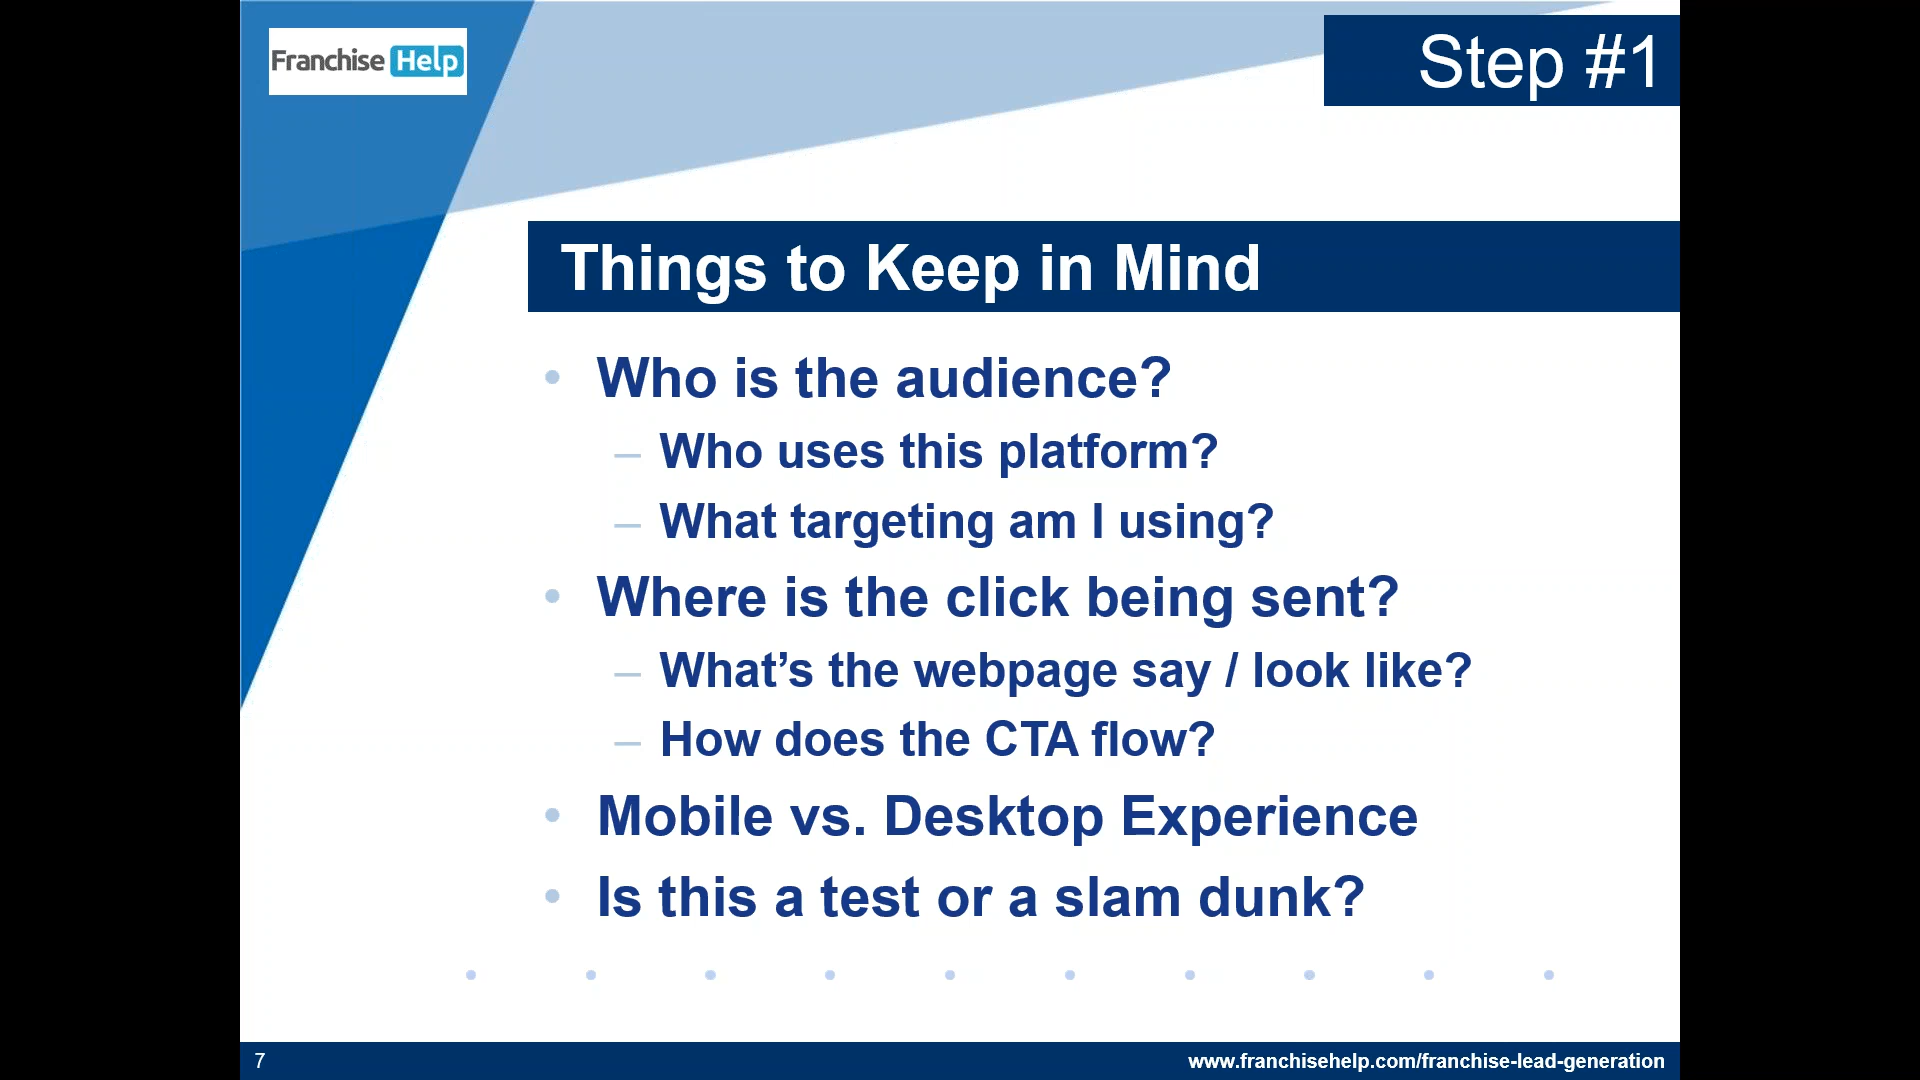 Franchise Help
Step #1
Things to Keep in Mind
• Who is the audience?
– Who uses this platform?
– What targeting am I using?
• Where is the click being sent?
– What’s the webpage say / look like?
– How does the CTA flow?
• Mobile vs. Desktop Experience
• Is this a test or a slam dunk?
7
www.franchisehelp.com/franchise-lead-generation